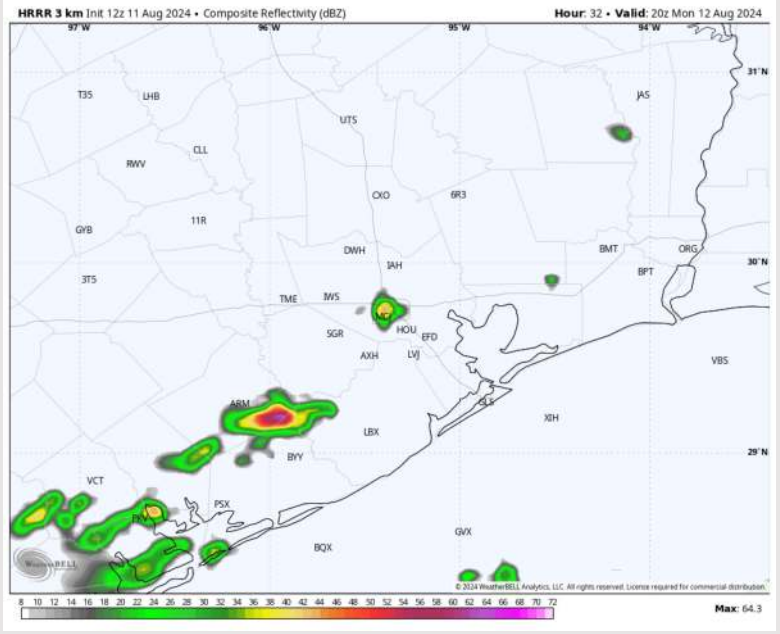 HRRR 3 km Init 12z 11 Aug 2024 • Composite Reflectivity (dBZ) Hour: 32 • Valid: 20z Mon 12 Aug 2024
97°W 96°W 95°W 94°W
31°N
T35 LHB JAS
UTS
CLL
RWV
CXO 6R3
11R
GYB
DWH BMT ORG
IAH 30°N
3T5 BPT
TME IWS
SGR HOU EFD
AXH LVJ VBS
ARM GLS
LBX XIH
BYY 29°N
VCT
PSX
PKV
GVX
BQX
WeatherBELL
© 2024 WeatherBELL Analytics, LLC. All rights reserved. License required for commercial distribution.
8 10 12 14 16 18 20 22 24 26 28 30 32 34 36 38 40 42 44 46 48 50 52 54 56 58 60 62 64 66 68 70 72 Max: 64.3